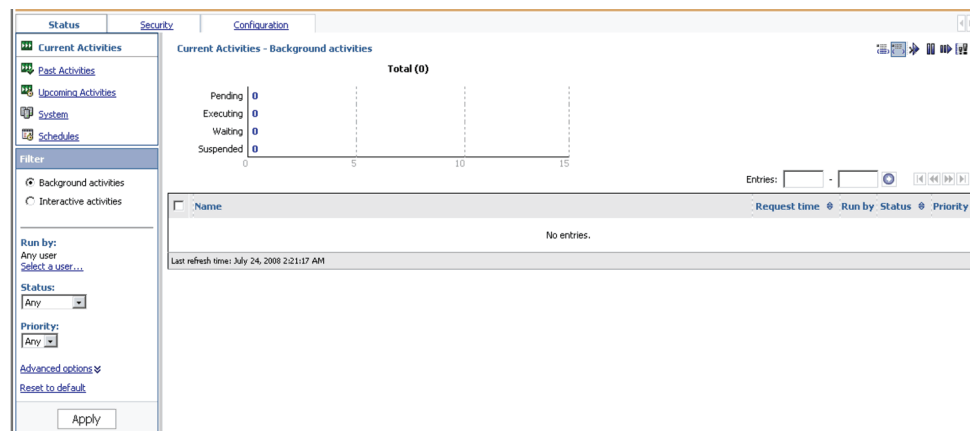 Status
Security
Configuration
Current Activities
Past Activities
Upcoming Activities
System
Schedules
Filter
Background activities
Interactive activities
Run by:
Any user
Select a user...
Status:
Any
Priority:
Any
Advanced options
Reset to default
Apply
Current Activities - Background activities
Total (0)
Pending 0
Executing 0
Waiting 0
Suspended 0
0 5 10 15
Entries: -
Name Request time Run by Status Priority
No entries.
Last refresh time: July 24, 2008 2:21:17 AM